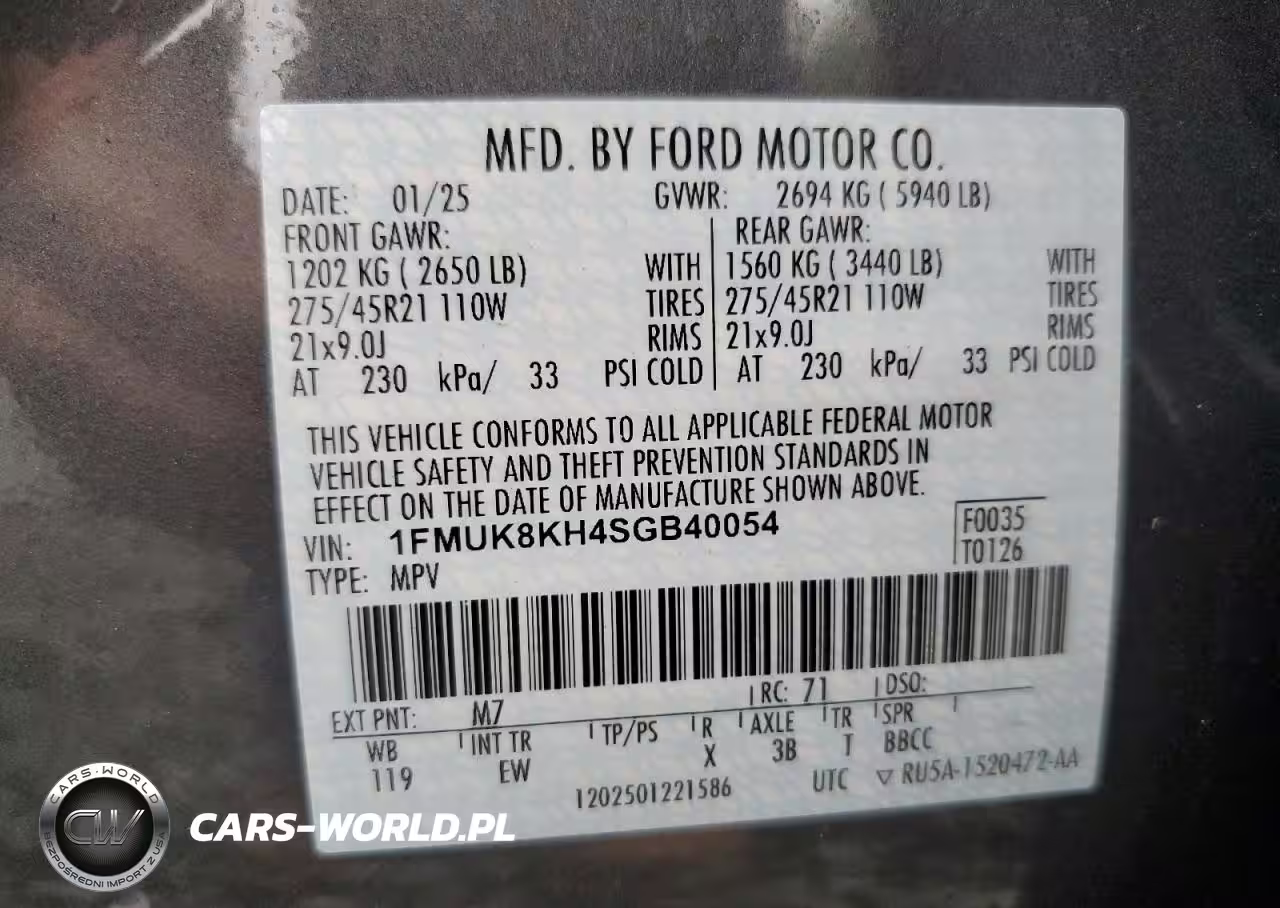 MFD. BY FORD MOTOR CO.
DATE: 01/25 GVWR: 2694 KG ( 5940 LB)
FRONT GAWR: REAR GAWR:
1202 KG ( 2650 LB) WITH 1560 KG ( 3440 LB) WITH
275/45R21 110W TIRES 275/45R21 110W TIRES
21x9.0J RIMS 21x9.0J RIMS
AT 230 kPa/ 33 PSI COLD AT 230 kPa/ 33 PSI COLD
THIS VEHICLE CONFORMS TO ALL APPLICABLE FEDERAL MOTOR
VEHICLE SAFETY AND THEFT PREVENTION STANDARDS IN
EFFECT ON THE DATE OF MANUFACTURE SHOWN ABOVE.
VIN: 1FMUK8KH4SGB40054 F0035
TYPE: MPV T0126
EXT PNT: M7 RC: 71 DSO:
WB INT TR TP/PS R AXLE TR SPR
119 EW X 3B T BBCC
1202501221586 UTC ▽ RU5A-1520472-AA
CARS-WORLD
CW
BEZPOŚREDNI IMPORT Z USA
CARS-WORLD.PL